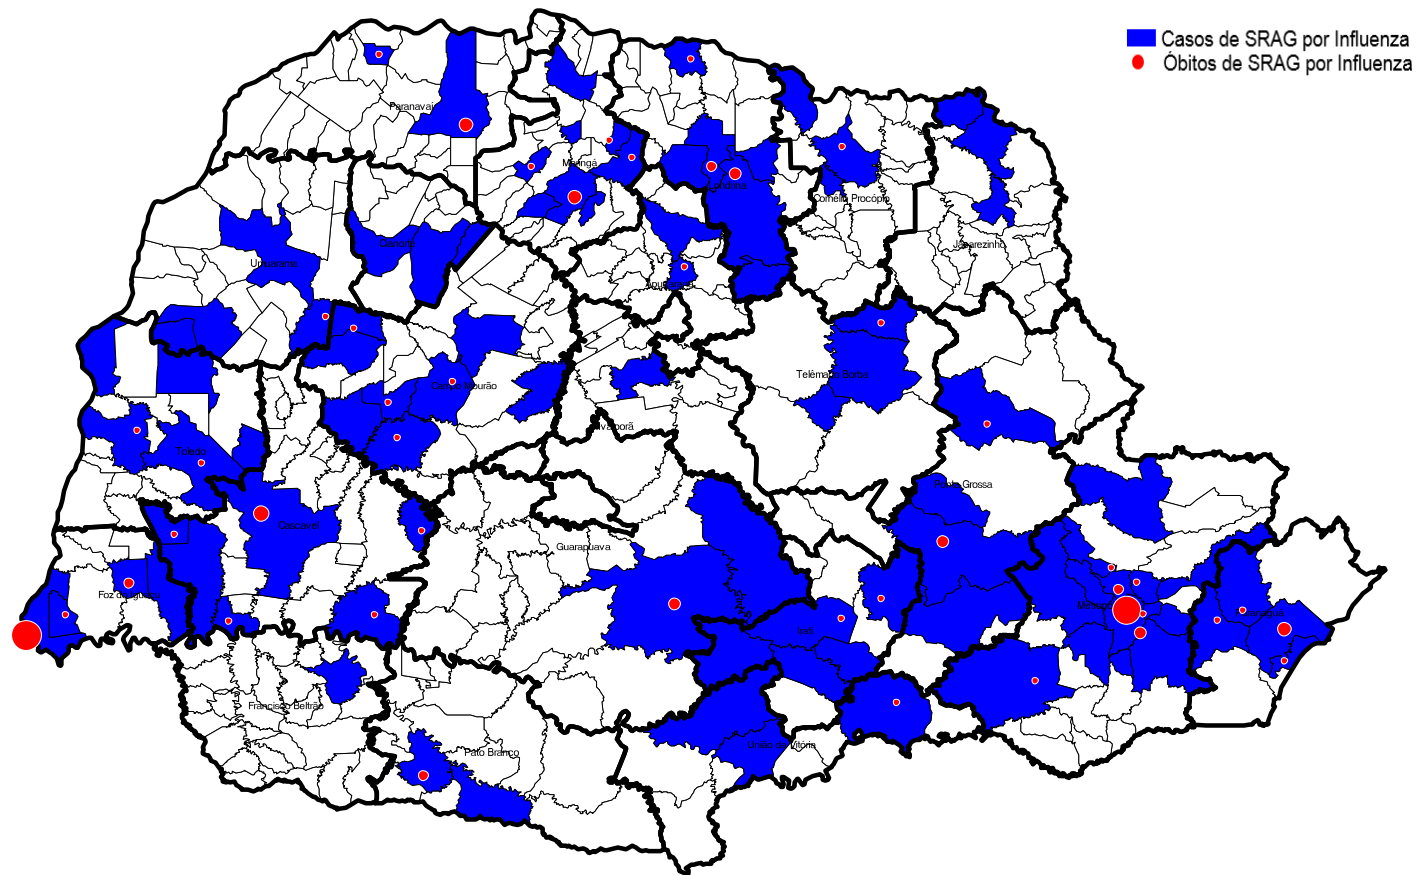 Casos de SRAG por Influenza
Óbitos de SRAG por Influenza
Paranavaí
Maringá
Londrina
Cornélio Procópio
Jacarezinho
Cianorte
Umuarama
Apucarana
Telêmaco Borba
Campo Mourão
Ivaiporã
Toledo
Ponta Grossa
Cascavel
Guarapuava
Foz do Iguaçu
Irati
Francisco Beltrão
Pato Branco
União da Vitória